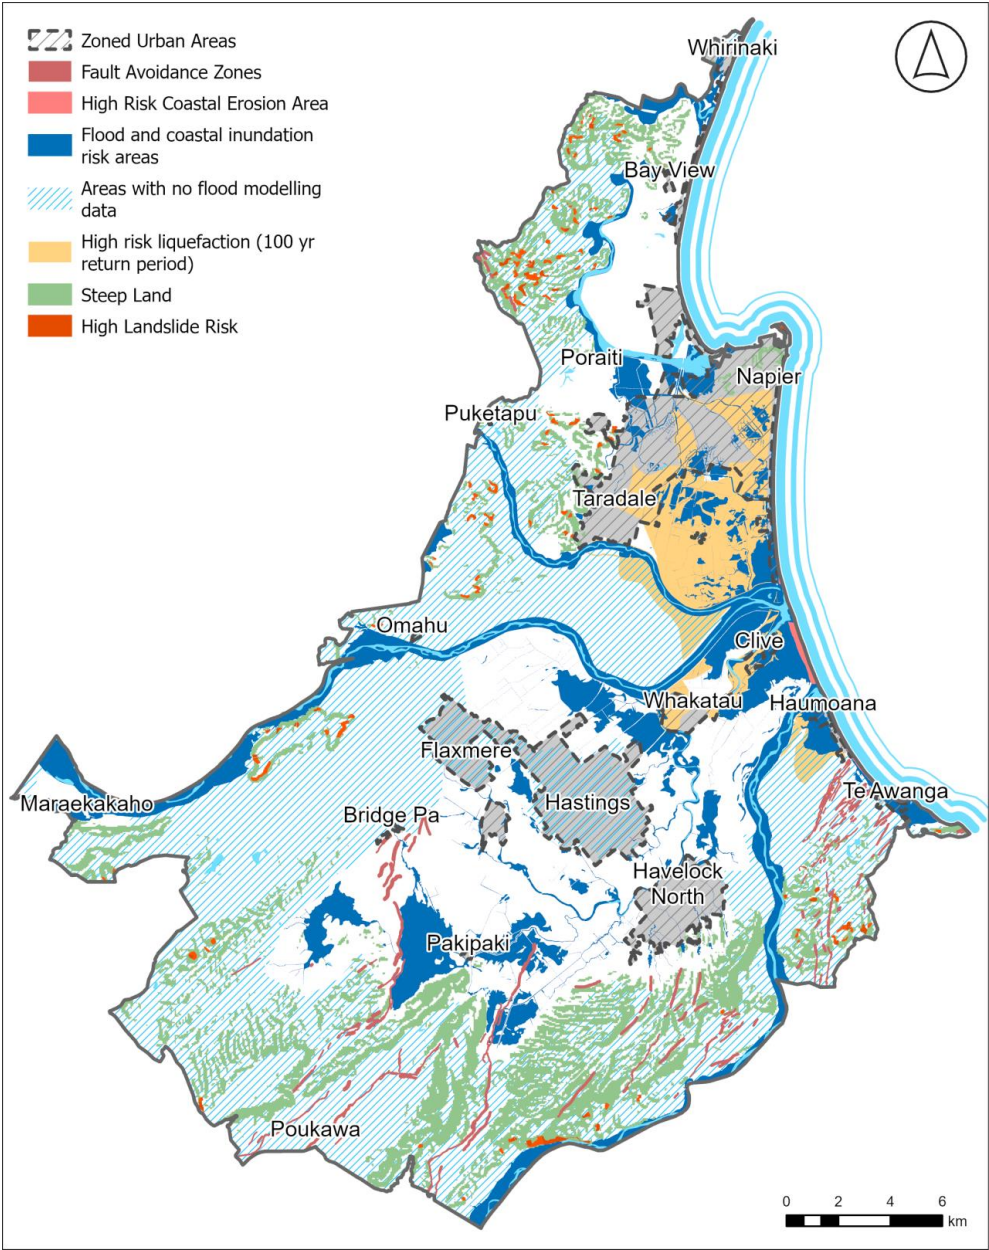 Zoned Urban Areas
Fault Avoidance Zones
High Risk Coastal Erosion Area
Flood and coastal inundation
risk areas
Areas with no flood modelling
data
High risk liquefaction (100 yr
return period)
Steep Land
High Landslide Risk
Whirinaki
Bay View
Poraiti
Napier
Puketapu
Taradale
Omahu
Clive
Whakatau
Haumoana
Flaxmere
Hastings
Te Awanga
Maraekakaho
Bridge Pa
Havelock
North
Pakipaki
Poukawa
0 2 4 6
km